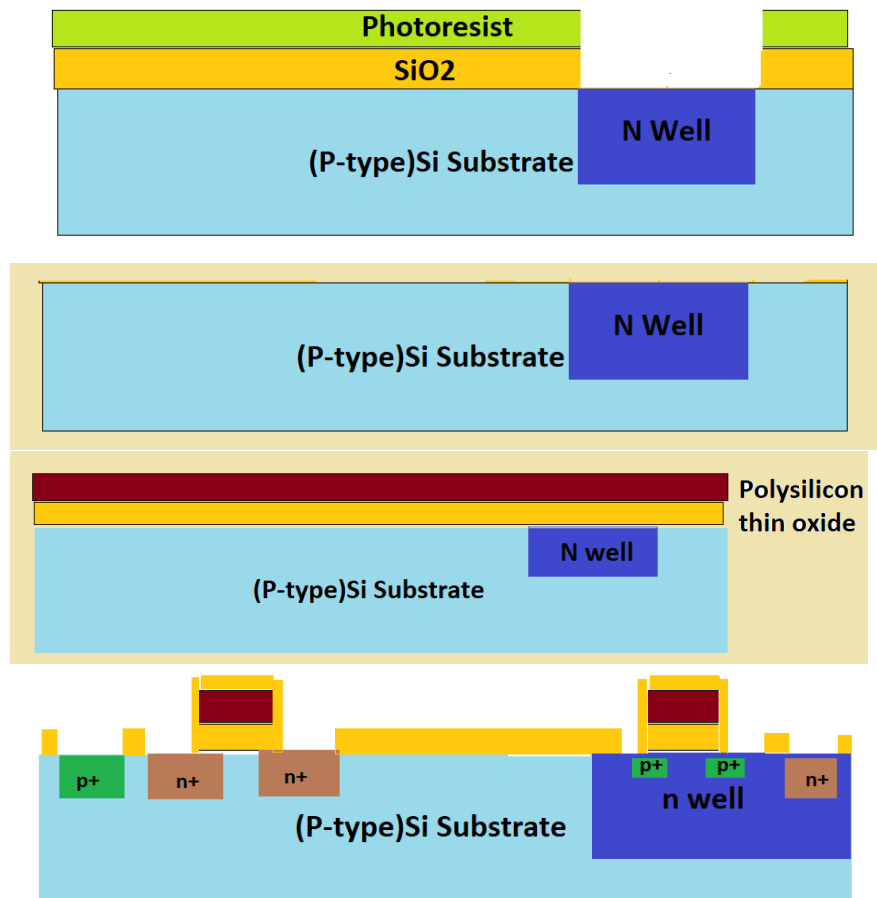 Photoresist
SiO2
N Well
(P-type)Si Substrate
N Well
(P-type)Si Substrate
Polysilicon
thin oxide
N well
(P-type)Si Substrate
p+
n+
n+
p+
p+
n+
n well
(P-type)Si Substrate